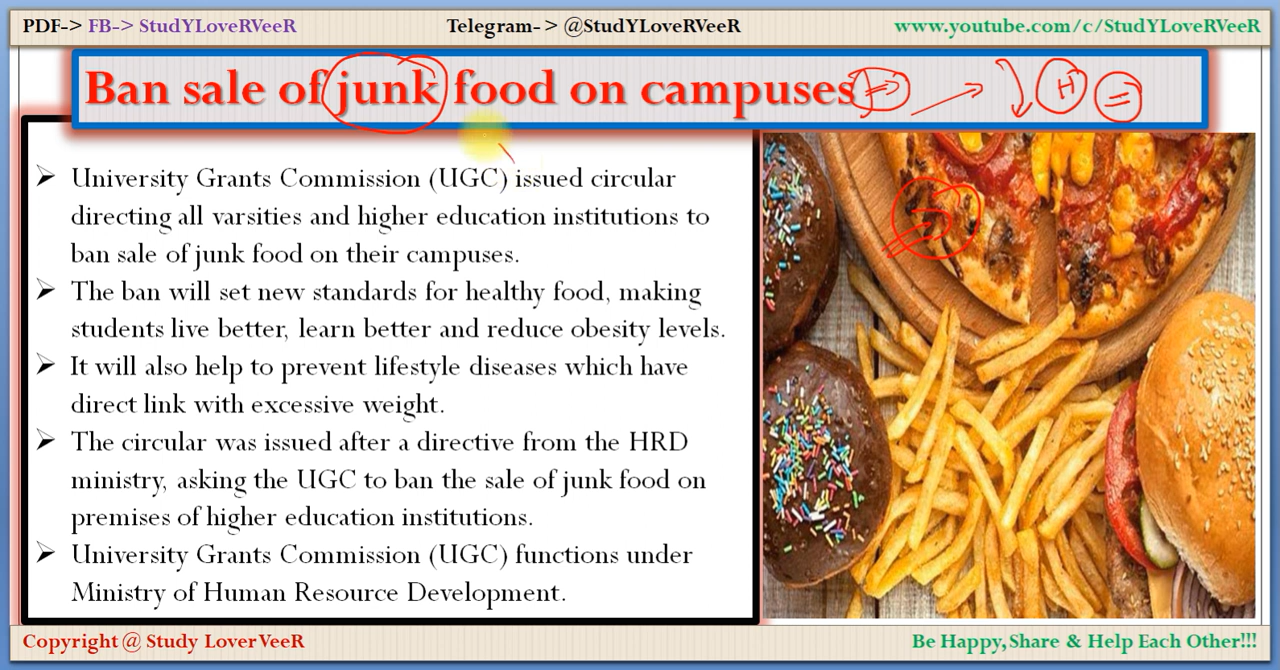 PDF-> FB-> StudYLoveRVeeR
Telegram-> @StudYLoveRVeeR
www.youtube.com/c/StudYLoveRVeeR
Ban sale of junk food on campuses
➢ University Grants Commission (UGC) issued circular
directing all varsities and higher education institutions to
ban sale of junk food on their campuses.
➢ The ban will set new standards for healthy food, making
students live better, learn better and reduce obesity levels.
➢ It will also help to prevent lifestyle diseases which have
direct link with excessive weight.
➢ The circular was issued after a directive from the HRD
ministry, asking the UGC to ban the sale of junk food on
premises of higher education institutions.
➢ University Grants Commission (UGC) functions under
Ministry of Human Resource Development.
Copyright @ Study LoverVeeR
Be Happy, Share & Help Each Other!!!